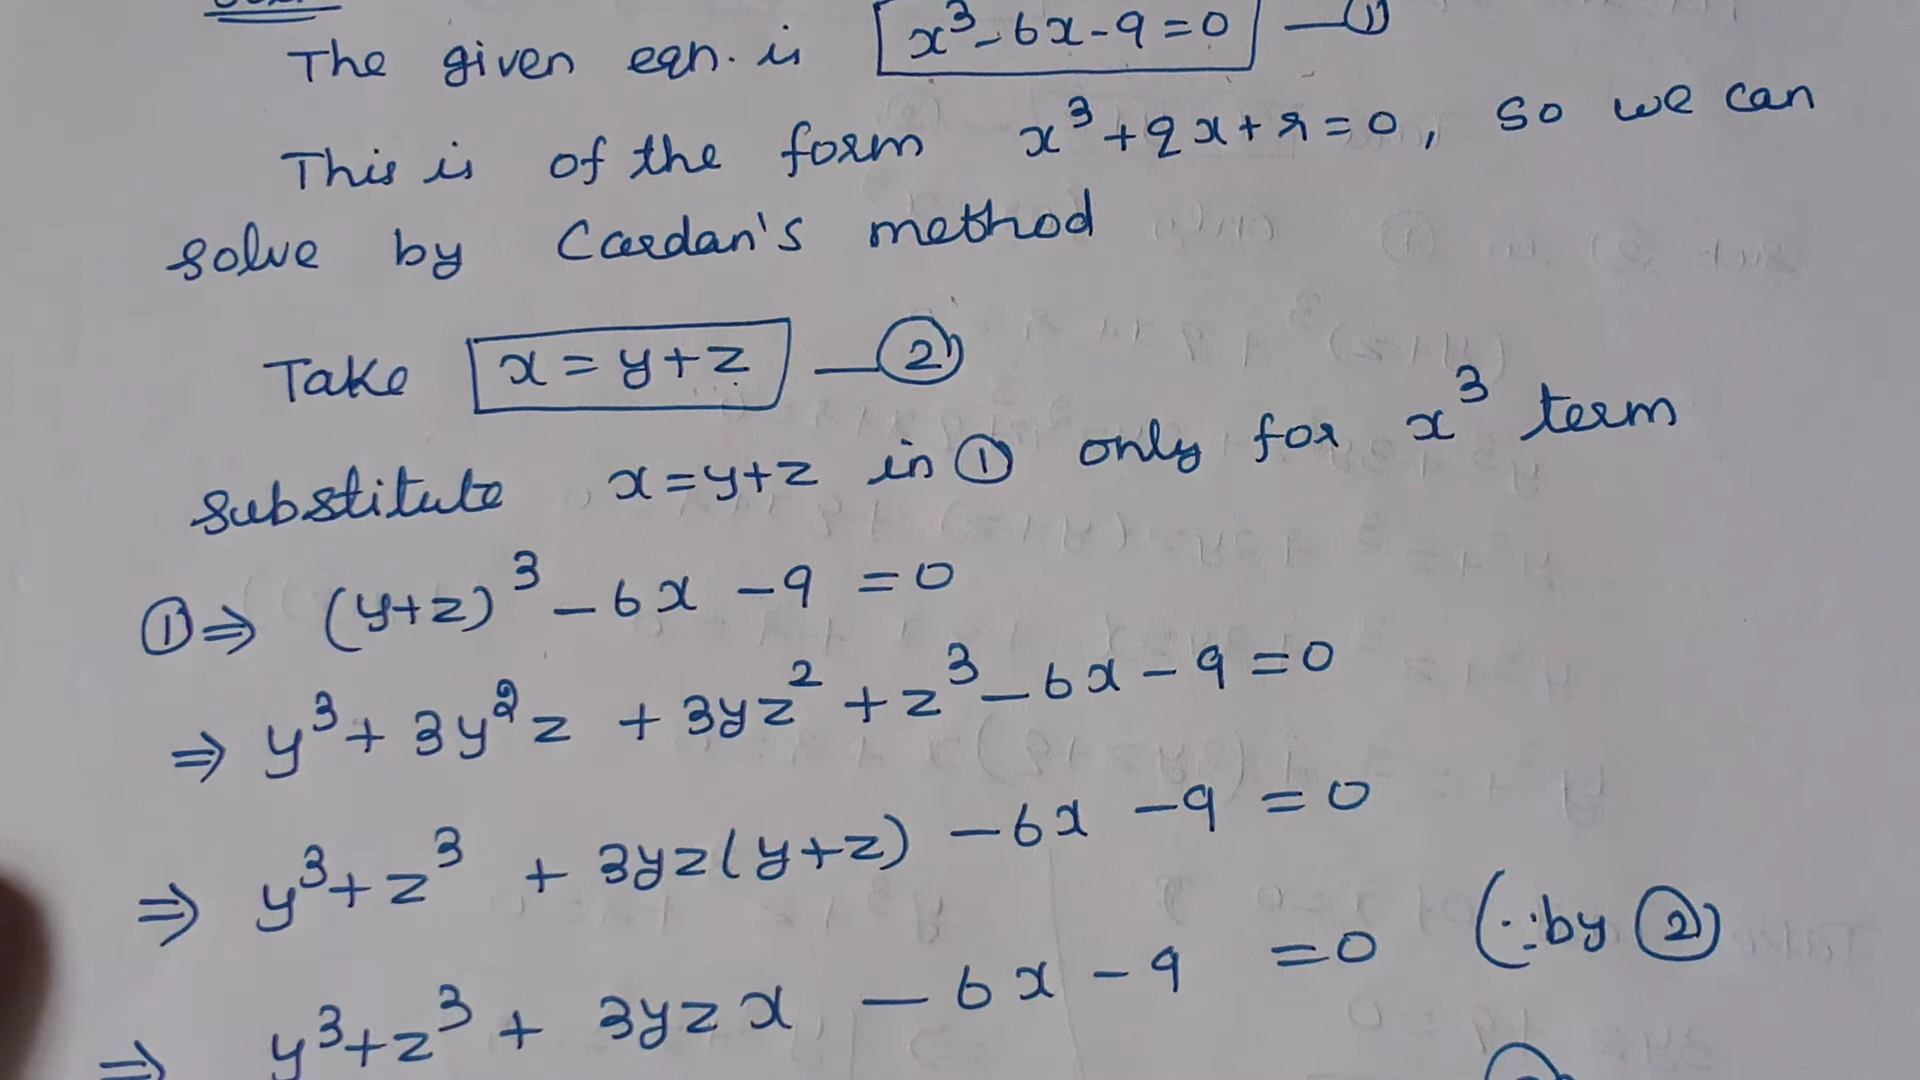 The given eqn. is x³-6x-9=0 —①
This is of the form x³+qx+r=0, so we can
solve by Cardan's method
Take x=y+z —②
substitute x=y+z in ① only for x³ term
①⇒ (y+z)³-6x-9=0
⇒ y³+3y²z+3yz²+z³-6x-9=0
⇒ y³+z³+3yz(y+z)-6x-9=0
⇒ y³+z³+3yzx-6x-9=0 (∵by ②)